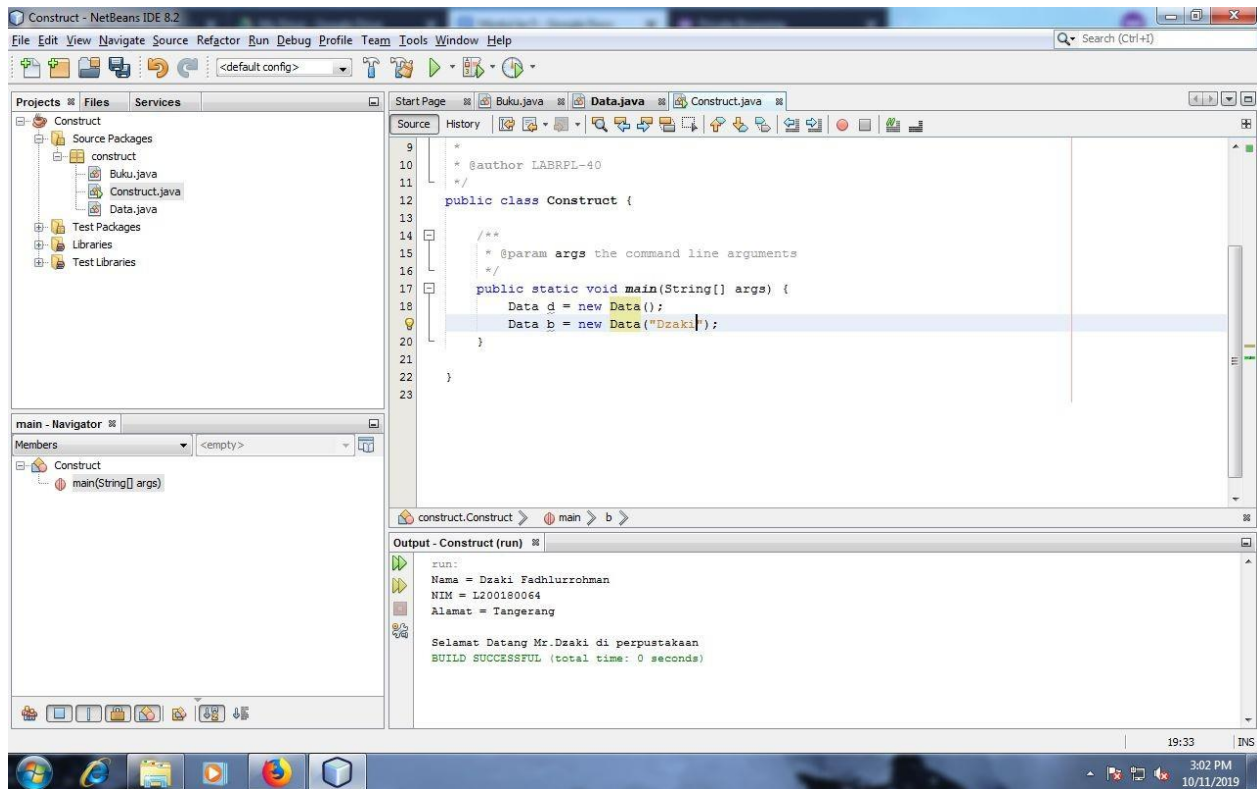 Construct - NetBeans IDE 8.2
File Edit View Navigate Source Refactor Run Debug Profile Team Tools Window Help
Search (Ctrl+I)
<default config>
Projects Files Services
Construct
Source Packages
construct
Buku.java
Construct.java
Data.java
Test Packages
Libraries
Test Libraries
main - Navigator
Members <empty>
Construct
main(String[] args)
Start Page Buku.java Data.java Construct.java
Source History
9 *
10 * @author LABRPL-40
11 */
12 public class Construct {
13
14 /**
15 * @param args the command line arguments
16 */
17 public static void main(String[] args) {
18 Data d = new Data();
Data b = new Data("Dzaki");
20 }
21
22 }
23
construct.Construct main b
Output - Construct (run)
run:
Nama = Dzaki Fadhlurrohman
NIM = L200180064
Alamat = Tangerang
Selamat Datang Mr.Dzaki di perpustakaan
BUILD SUCCESSFUL (total time: 0 seconds)
19:33 INS
3:02 PM
10/11/2019